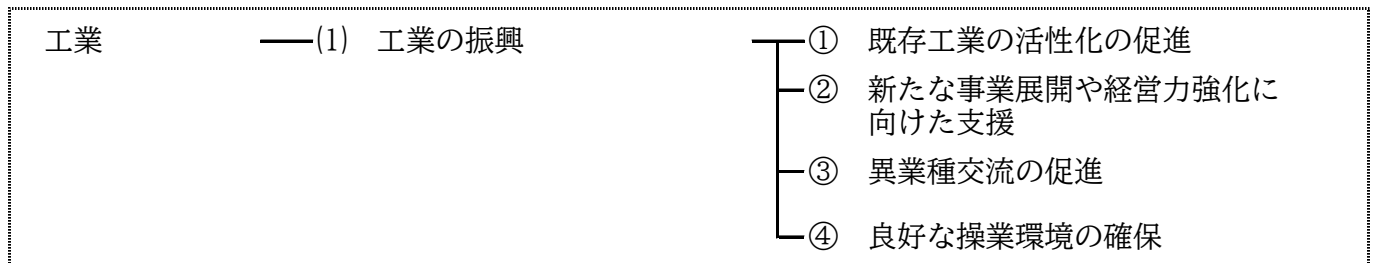 工業 ⑴ 工業の振興 ① 既存工業の活性化の促進
② 新たな事業展開や経営力強化に
向けた支援
③ 異業種交流の促進
④ 良好な操業環境の確保